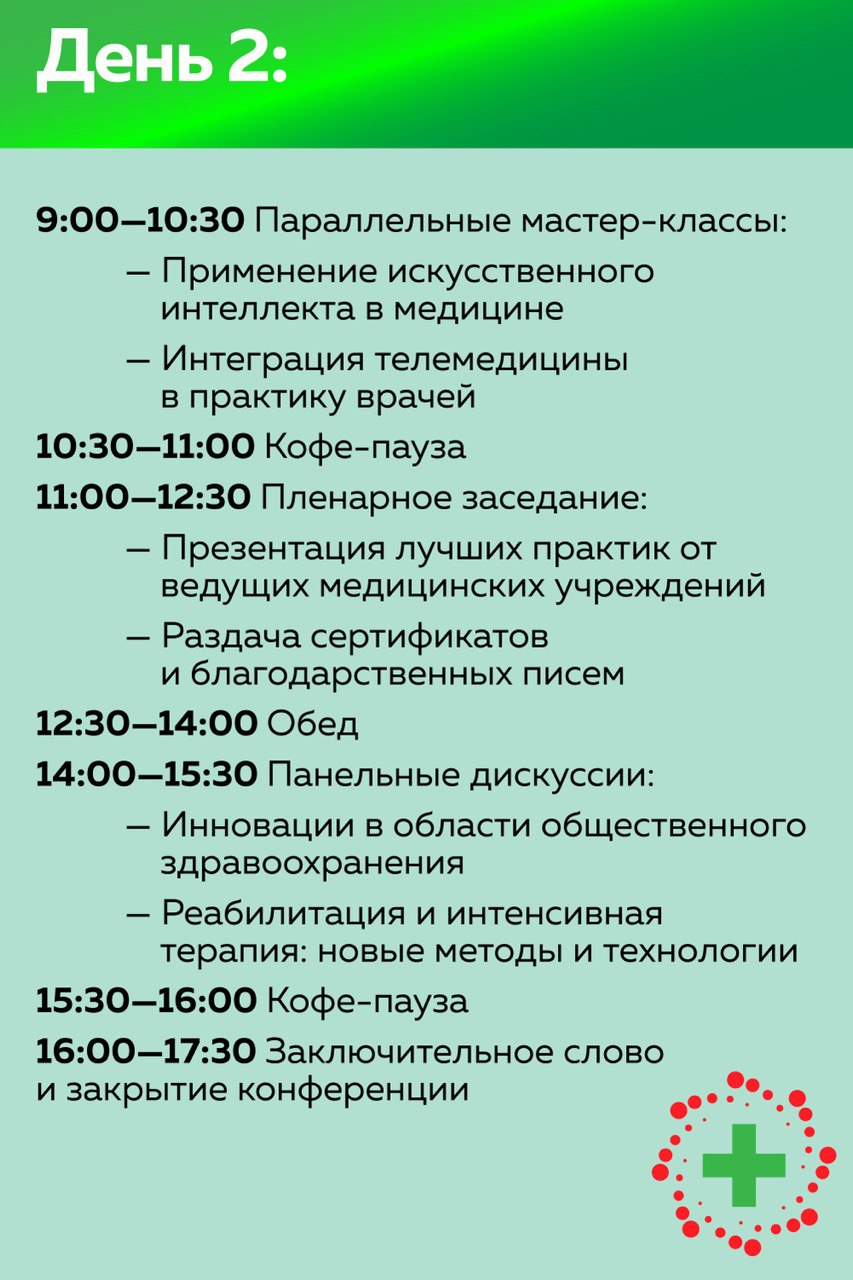 День 2:
9:00—10:30 Параллельные мастер-классы:
— Применение искусственного
интеллекта в медицине
— Интеграция телемедицины
в практику врачей
10:30—11:00 Кофе-пауза
11:00—12:30 Пленарное заседание:
— Презентация лучших практик от
ведущих медицинских учреждений
— Раздача сертификатов
и благодарственных писем
12:30—14:00 Обед
14:00—15:30 Панельные дискуссии:
— Инновации в области общественного
здравоохранения
— Реабилитация и интенсивная
терапия: новые методы и технологии
15:30—16:00 Кофе-пауза
16:00—17:30 Заключительное слово
и закрытие конференции